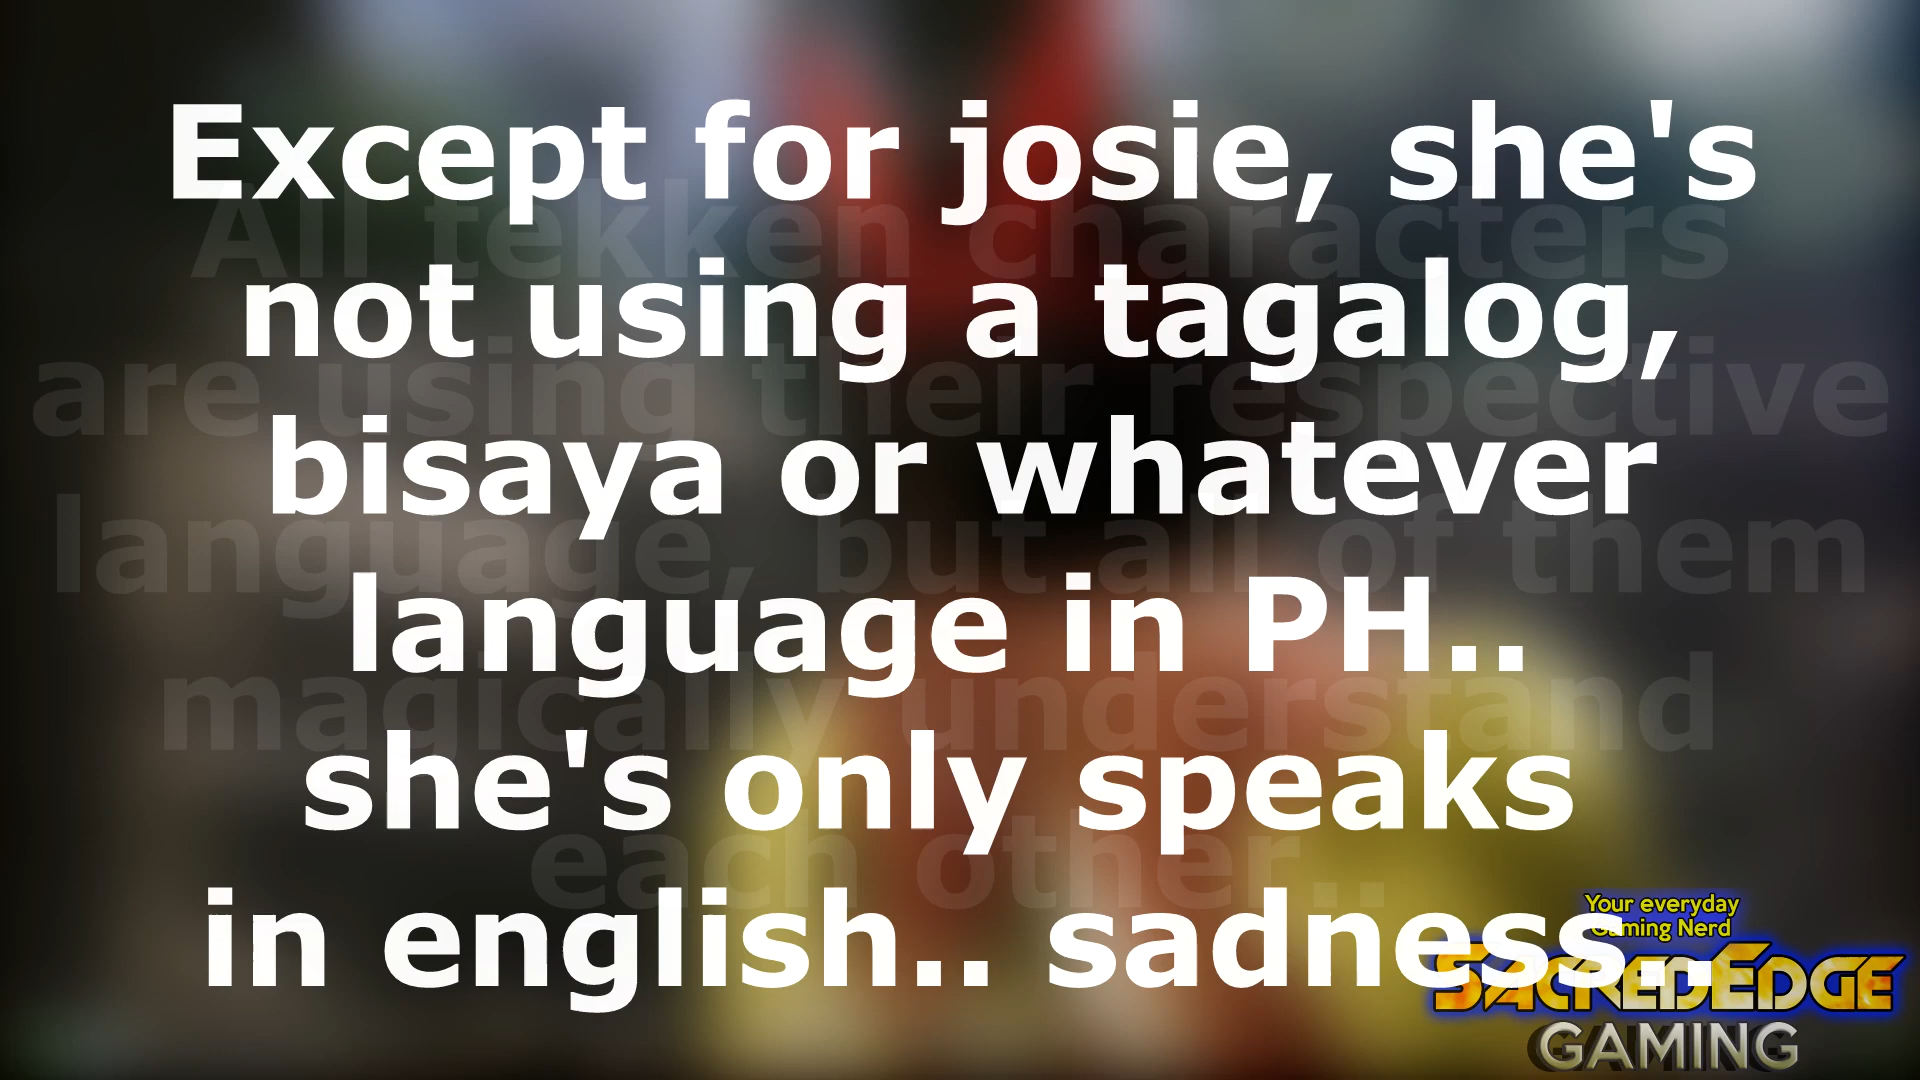 Except for josie, she's
not using a tagalog,
bisaya or whatever
language in PH..
she's only speaks
in english.. sadness...
All tekken characters
are using their respective
language, but all of them
magically understand
each other..
Your everyday
Gaming Nerd
SACREDEDGE
GAMING